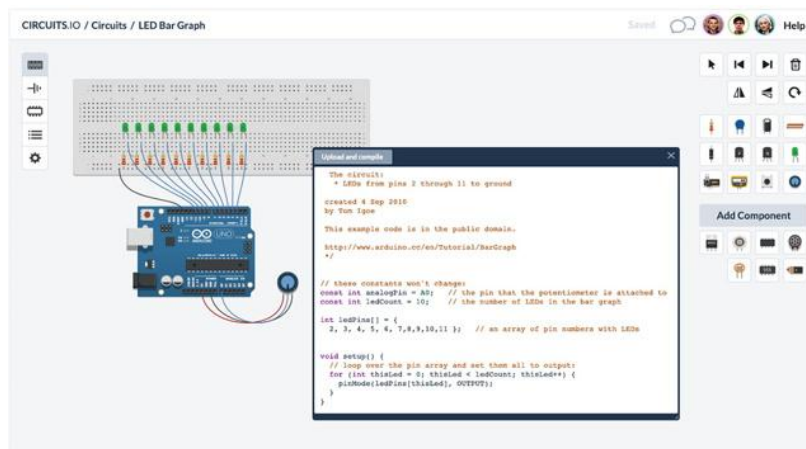 CIRCUITS.IO / Circuits / LED Bar Graph
Saved
Help
Upload and compile
The circuit:
* LEDs from pins 2 through 11 to ground
created 4 Sep 2010
by Tom Igoe
This example code is in the public domain.
http://www.arduino.cc/en/Tutorial/BarGraph
*/
// these constants won't change:
const int analogPin = A0; // the pin that the potentiometer is attached to
const int ledCount = 10; // the number of LEDs in the bar graph
int ledPins[] = {
2, 3, 4, 5, 6, 7,8,9,10,11 }; // an array of pin numbers with LEDs
void setup() {
// loop over the pin array and set them all to output:
for (int thisLed = 0; thisLed < ledCount; thisLed++) {
pinMode(ledPins[thisLed], OUTPUT);
}
}
UNO
ARDUINO
Add Component